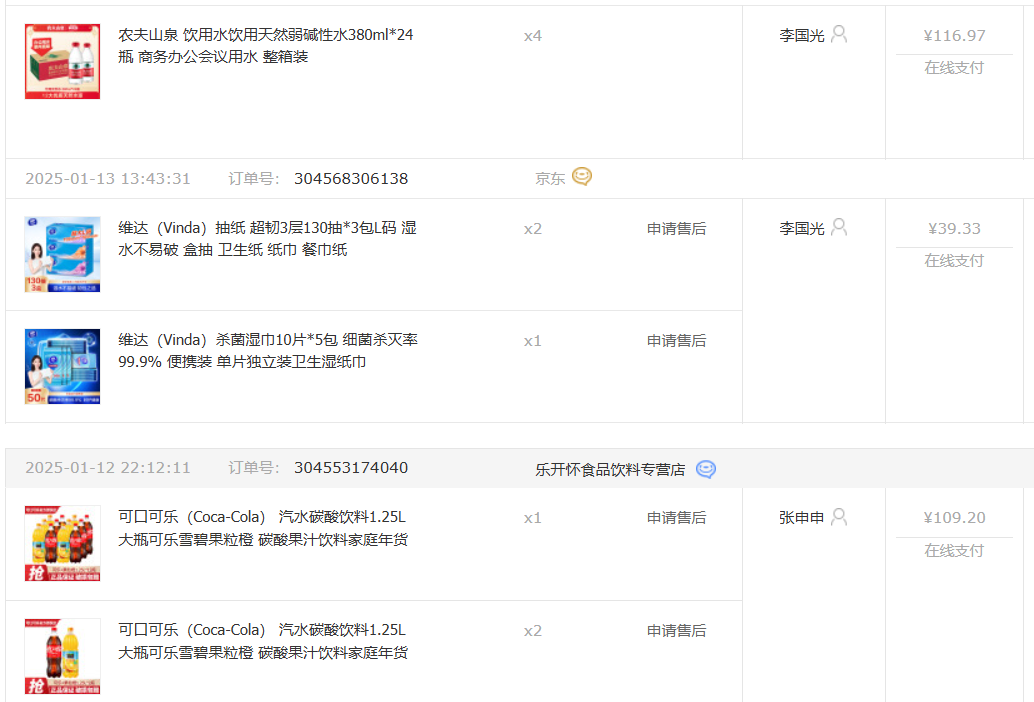 农夫山泉 饮用水饮用天然弱碱性水380ml*24
瓶 商务办公会议用水 整箱装
x4
李国光
¥116.97
在线支付
2025-01-13 13:43:31 订单号： 304568306138 京东
维达（Vinda）抽纸 超韧3层130抽*3包L码 湿
水不易破 盒抽 卫生纸 纸巾 餐巾纸
x2
申请售后
李国光
¥39.33
在线支付
维达（Vinda）杀菌湿巾10片*5包 细菌杀灭率
99.9% 便携装 单片独立装卫生湿纸巾
x1
申请售后
2025-01-12 22:12:11 订单号： 304553174040 乐开怀食品饮料专营店
可口可乐（Coca-Cola） 汽水碳酸饮料1.25L
大瓶可乐雪碧果粒橙 碳酸果汁饮料家庭年货
x1
申请售后
张申申
¥109.20
在线支付
可口可乐（Coca-Cola） 汽水碳酸饮料1.25L
大瓶可乐雪碧果粒橙 碳酸果汁饮料家庭年货
x2
申请售后